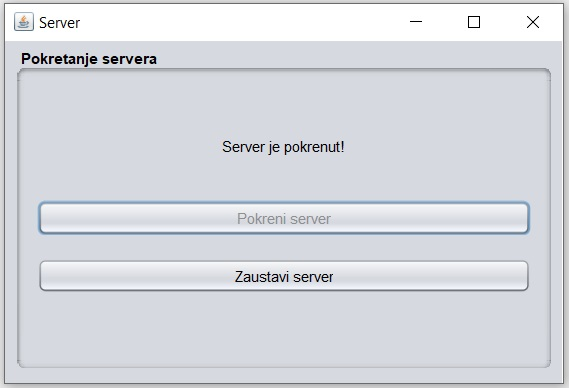 Server
Pokretanje servera
Server je pokrenut!
Pokreni server
Zaustavi server